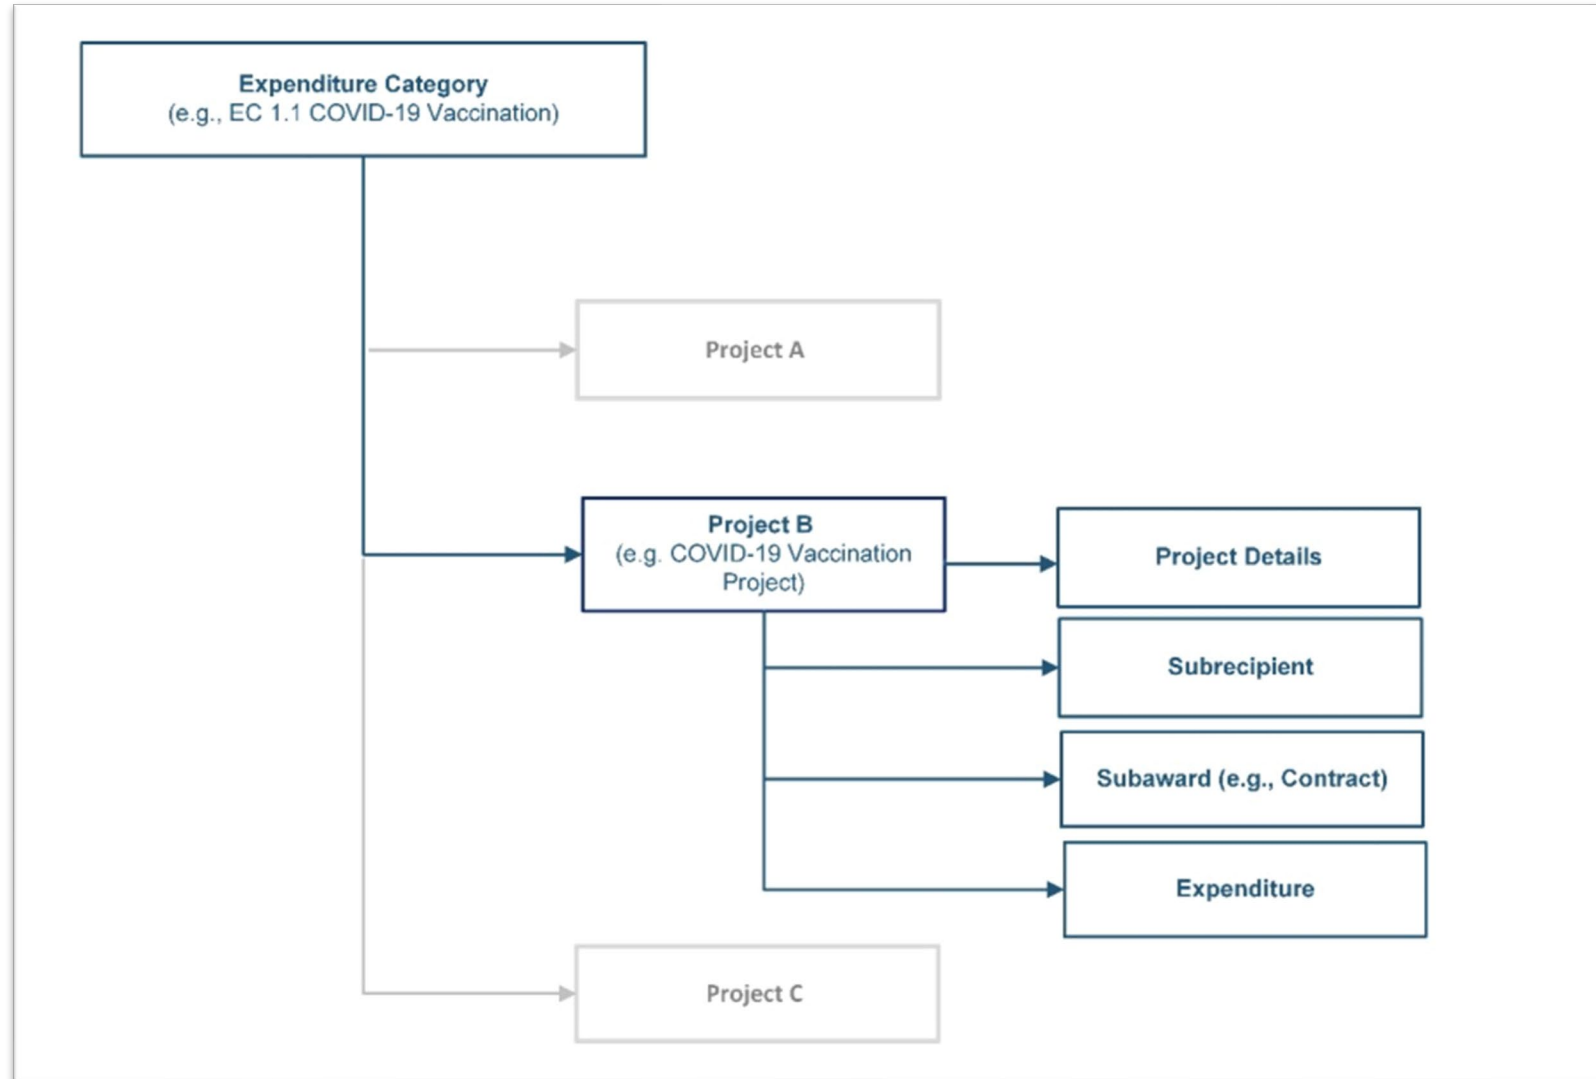 Expenditure Category
(e.g., EC 1.1 COVID-19 Vaccination)
Project A
Project B
(e.g. COVID-19 Vaccination
Project)
Project Details
Subrecipient
Subaward (e.g., Contract)
Expenditure
Project C